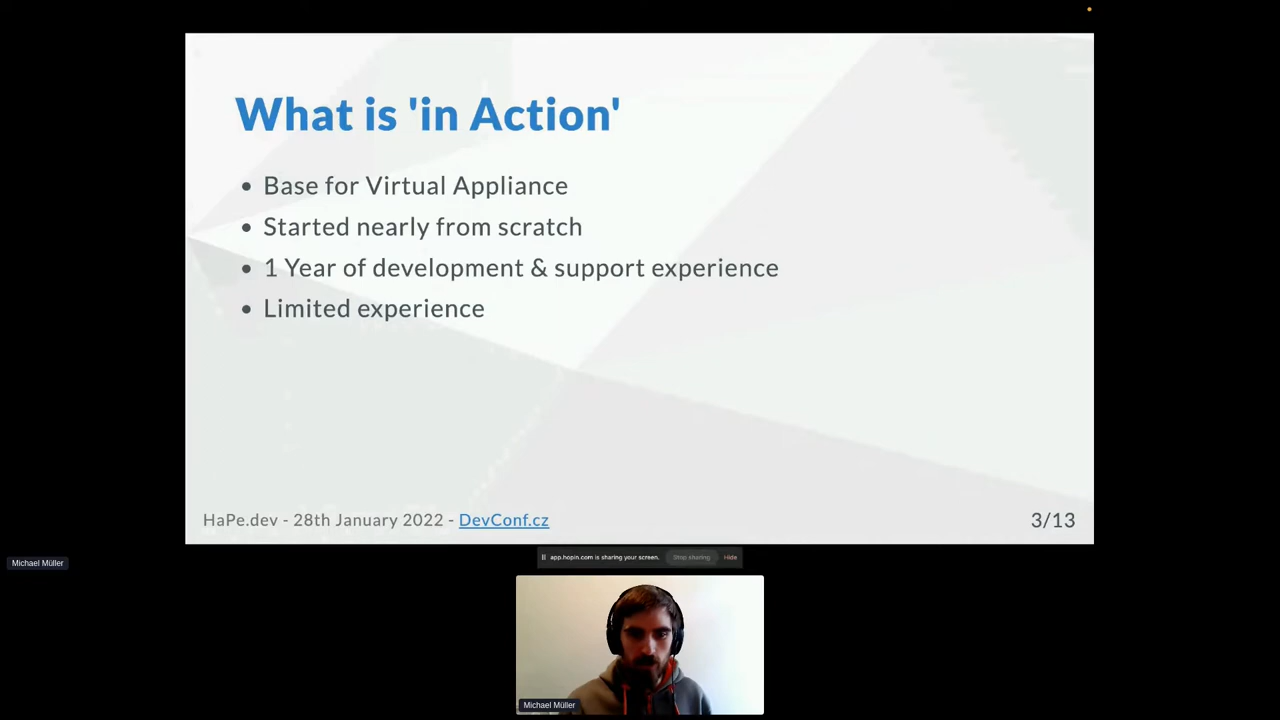 What is 'in Action'
• Base for Virtual Appliance
• Started nearly from scratch
• 1 Year of development & support experience
• Limited experience
HaPe.dev - 28th January 2022 - DevConf.cz
3/13
app.hopin.com is sharing your screen. Stop sharing Hide
Michael Müller
Michael Müller